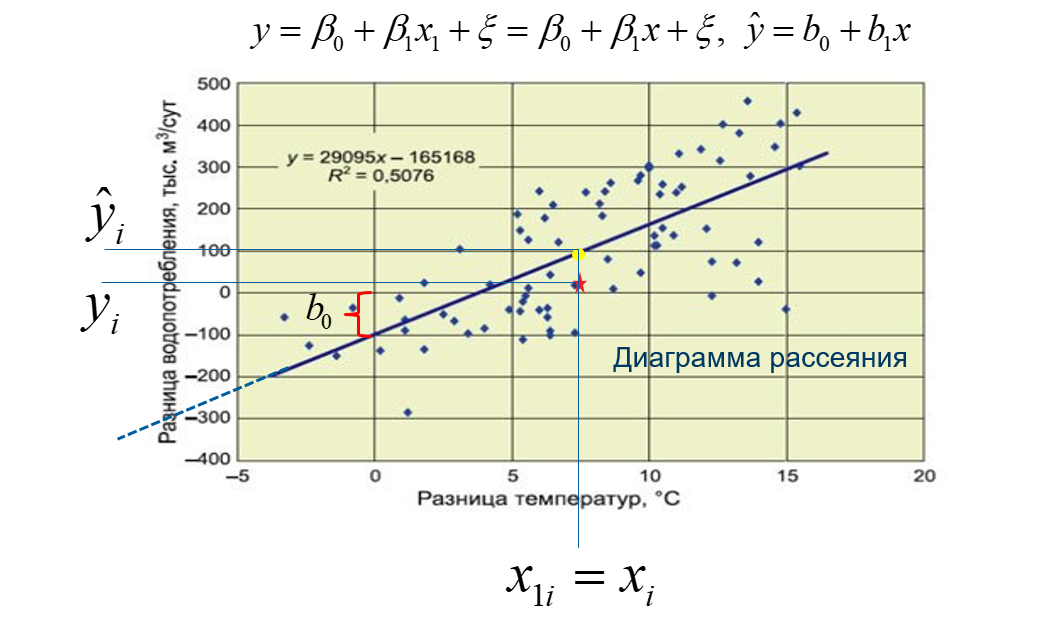 y = β₀ + β₁x₁ + ξ = β₀ + β₁x + ξ, ŷ = b₀ + b₁x
Разница водопотребления, тыс. м³/сут
500
400
300
200
100
0
–100
–200
–300
–400
y = 29095x – 165168
R² = 0,5076
ŷᵢ
yᵢ
b₀
Диаграмма рассеяния
–5 0 5 10 15 20
Разница температур, °С
x₁ᵢ = xᵢ